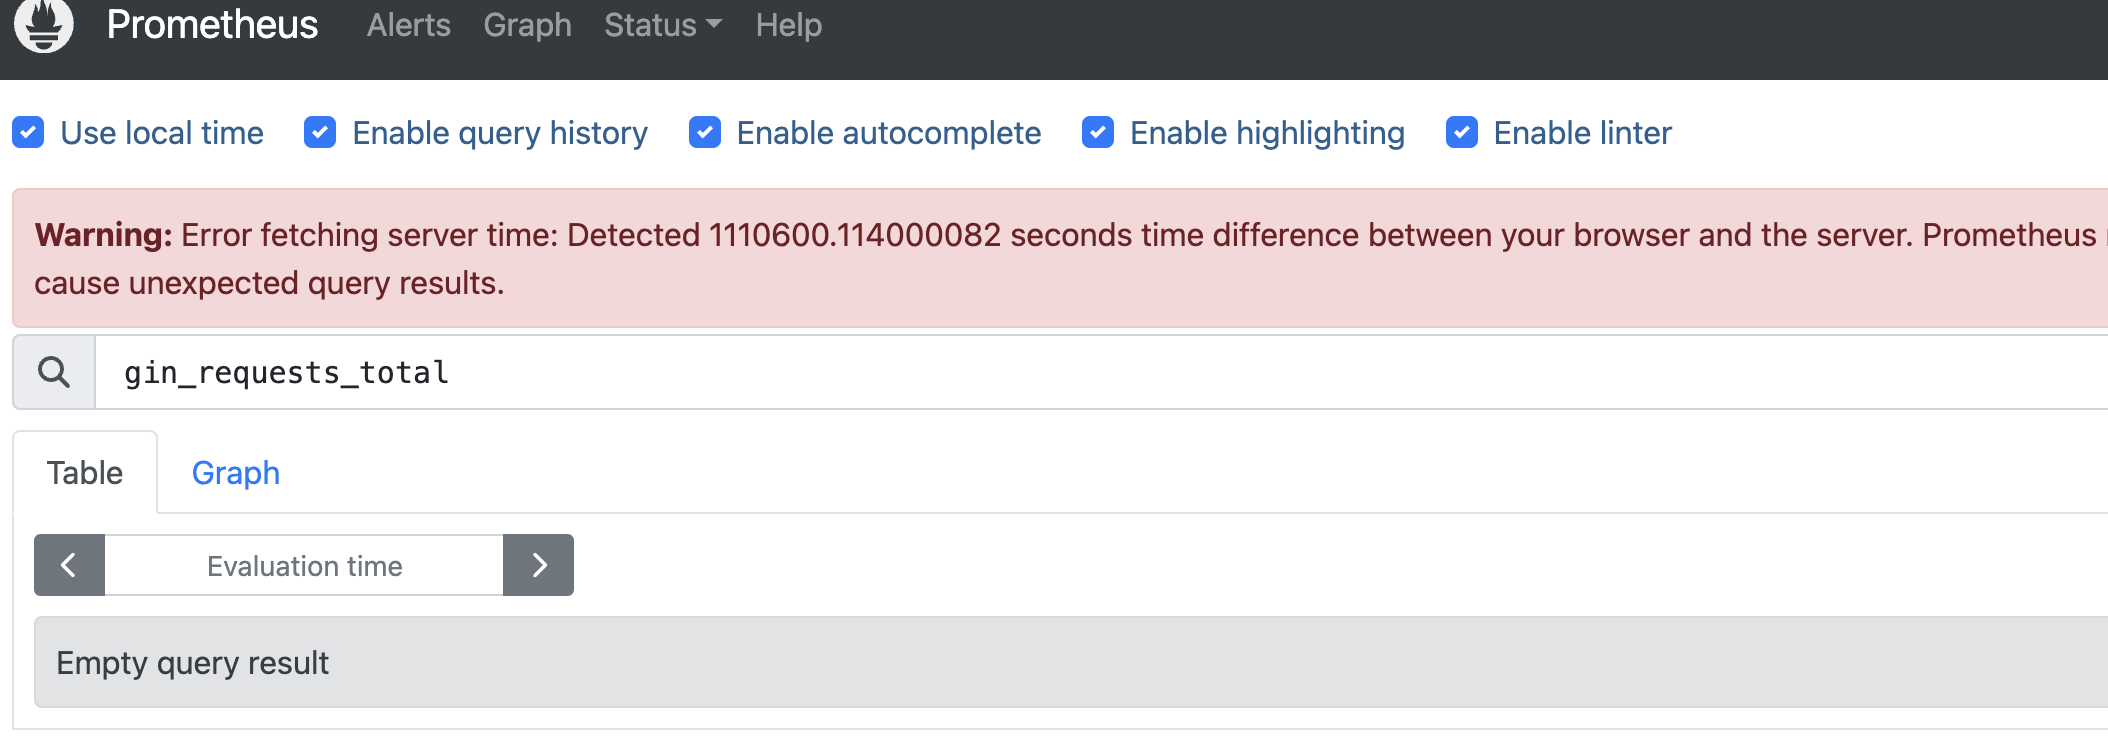 Prometheus Alerts Graph Status Help
Use local time Enable query history Enable autocomplete Enable highlighting Enable linter
Warning: Error fetching server time: Detected 1110600.114000082 seconds time difference between your browser and the server. Prometheus
cause unexpected query results.
gin_requests_total
Table Graph
Evaluation time
Empty query result